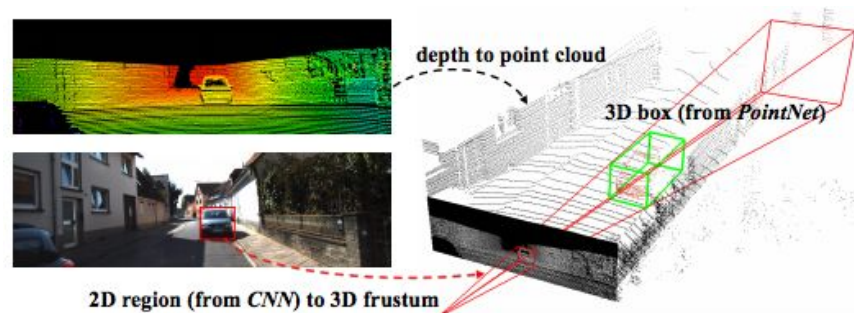 depth to point cloud
3D box (from PointNet)
2D region (from CNN) to 3D frustum